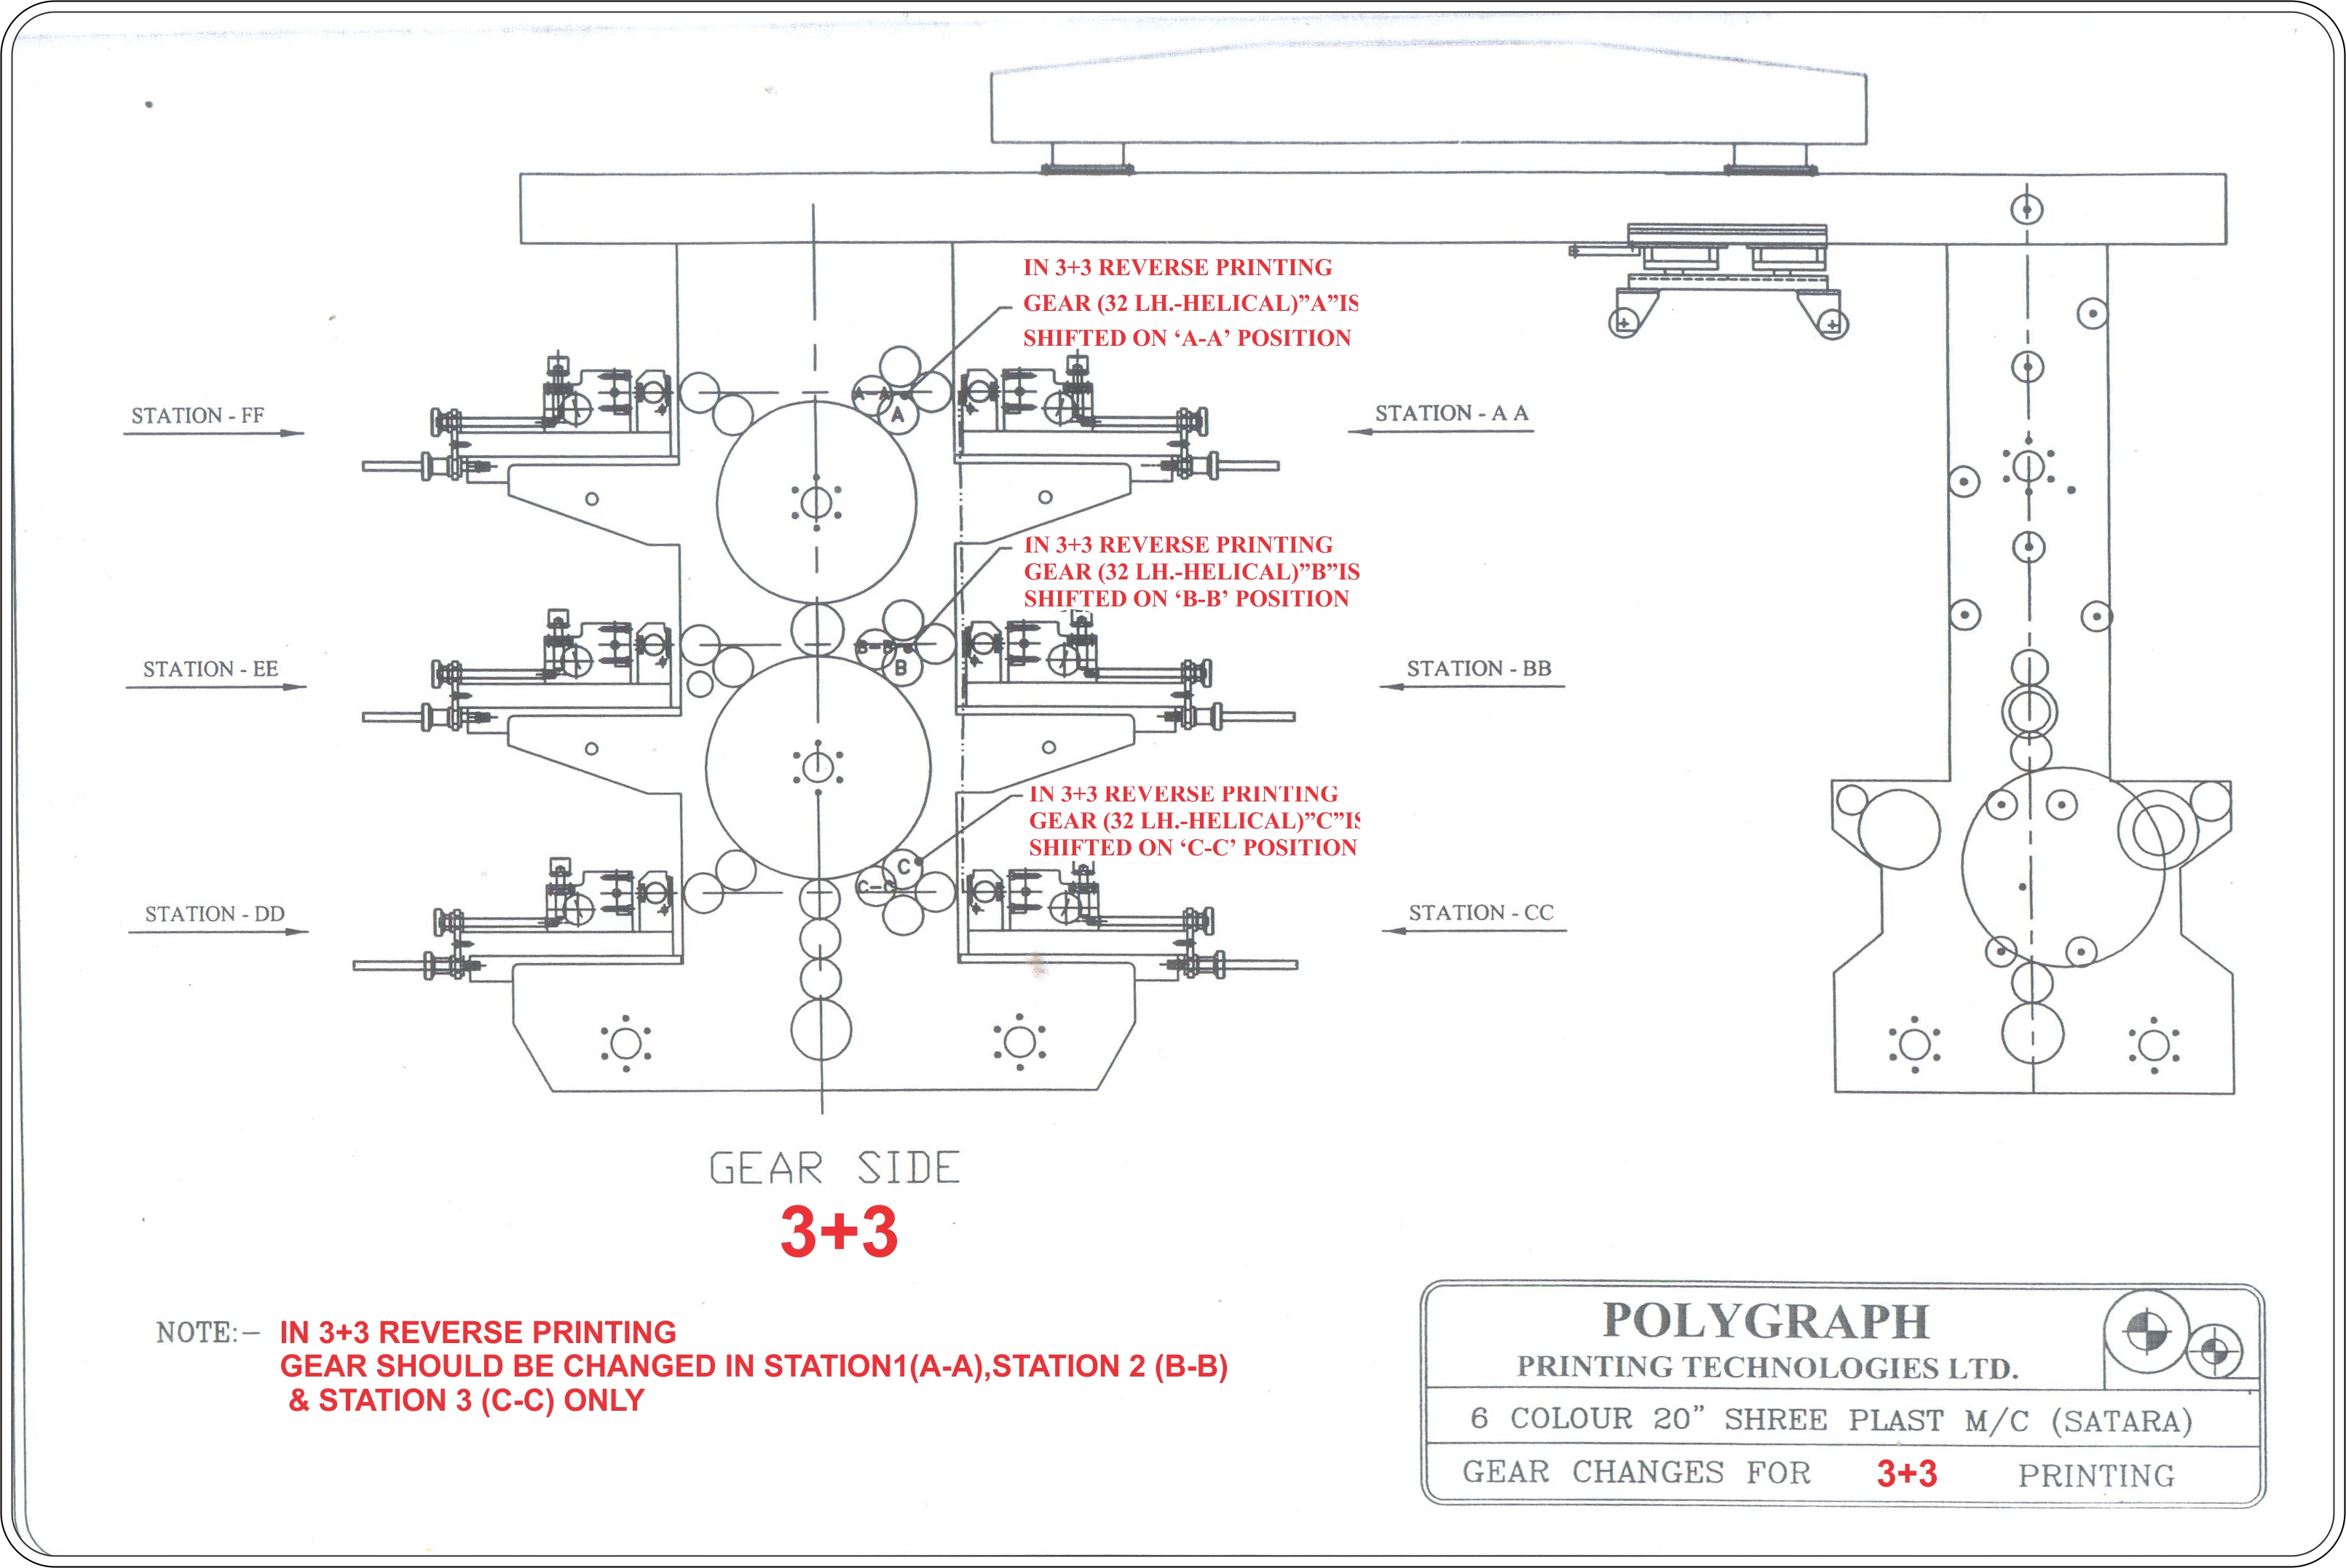 IN 3+3 REVERSE PRINTING
GEAR (32 LH.-HELICAL)”A”IS
SHIFTED ON ‘A-A’ POSITION
STATION - FF
STATION - A A
A-A
A
IN 3+3 REVERSE PRINTING
GEAR (32 LH.-HELICAL)”B”IS
SHIFTED ON ‘B-B’ POSITION
STATION - EE
STATION - BB
B-B
B
IN 3+3 REVERSE PRINTING
GEAR (32 LH.-HELICAL)”C”IS
SHIFTED ON ‘C-C’ POSITION
C
C-C
STATION - DD
STATION - CC
GEAR SIDE
3+3
NOTE:- IN 3+3 REVERSE PRINTING
GEAR SHOULD BE CHANGED IN STATION1(A-A),STATION 2 (B-B)
& STATION 3 (C-C) ONLY
POLYGRAPH
PRINTING TECHNOLOGIES LTD.
6 COLOUR 20” SHREE PLAST M/C (SATARA)
GEAR CHANGES FOR 3+3 PRINTING